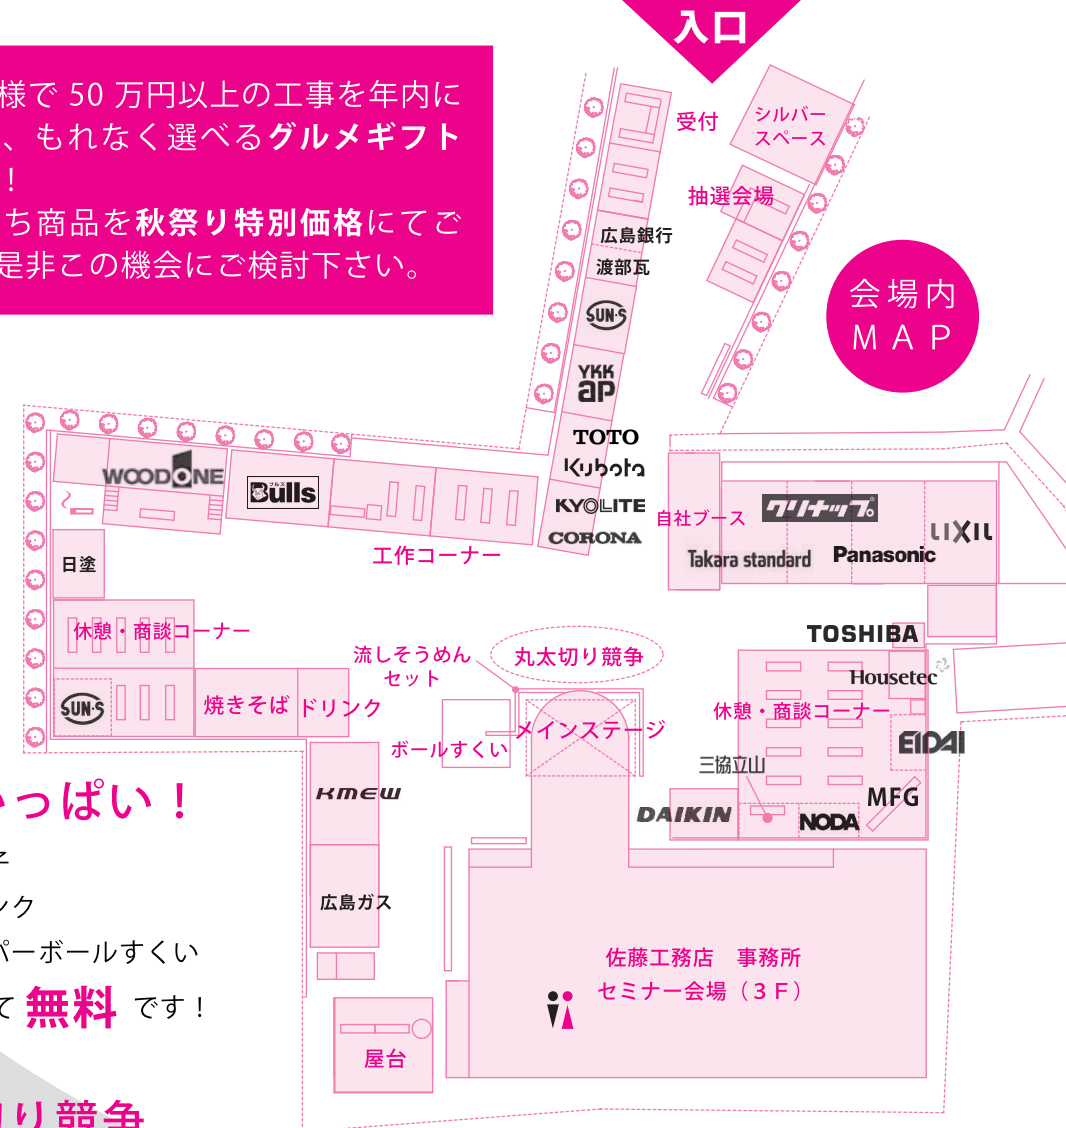 入口
様で 50 万円以上の工事を年内に
、もれなく選べるグルメギフト
！
ち商品を秋祭り特別価格にてご
是非この機会にご検討下さい。
受付
シルバー
スペース
抽選会場
広島銀行
渡部瓦
SUN・S
会場内
ＭＡＰ
YKK
ap
TOTO
Kubota
KYOLITE
CORONA
WOODONE
ブルズ
Bulls
工作コーナー
自社ブース
クリナップ
LIXIL
Takara standard
Panasonic
日塗
休憩・商談コーナー
SUN・S
焼きそば
ドリンク
流しそうめん
セット
丸太切り競争
ボールすくい
メインステージ
TOSHIBA
Housetec
休憩・商談コーナー
EIDAI
三協立山
MFG
DAIKIN
NODA
KMEW
広島ガス
佐藤工務店　事務所
セミナー会場（３Ｆ）
屋台
いっぱい！
子
ンク
パーボールすくい
て 無料 です！
切り競争